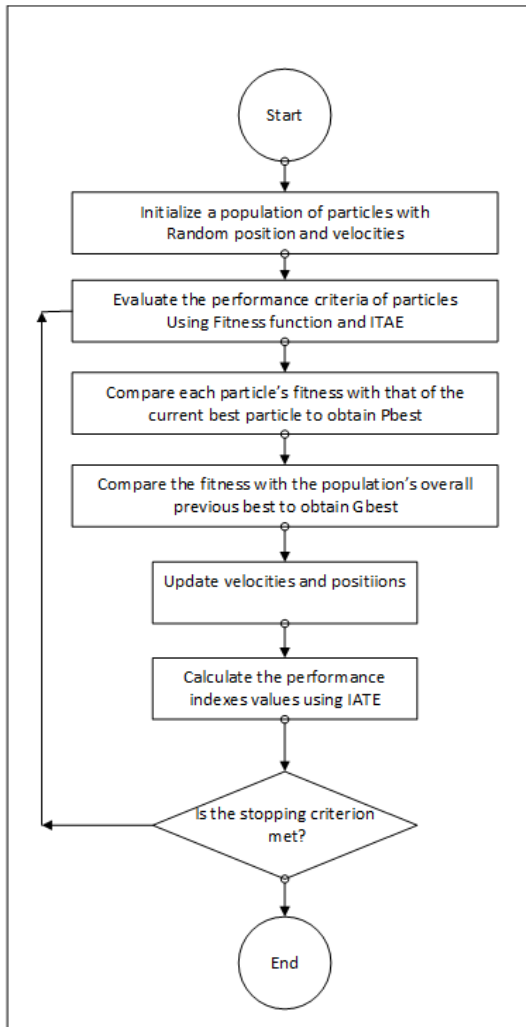 Start
Initialize a population of particles with
Random position and velocities
Evaluate the performance criteria of particles
Using Fitness function and ITAE
Compare each particle’s fitness with that of the
current best particle to obtain Pbest
Compare the fitness with the population’s overall
previous best to obtain Gbest
Update velocities and positiions
Calculate the performance
indexes values using IATE
Is the stopping criterion
met?
End